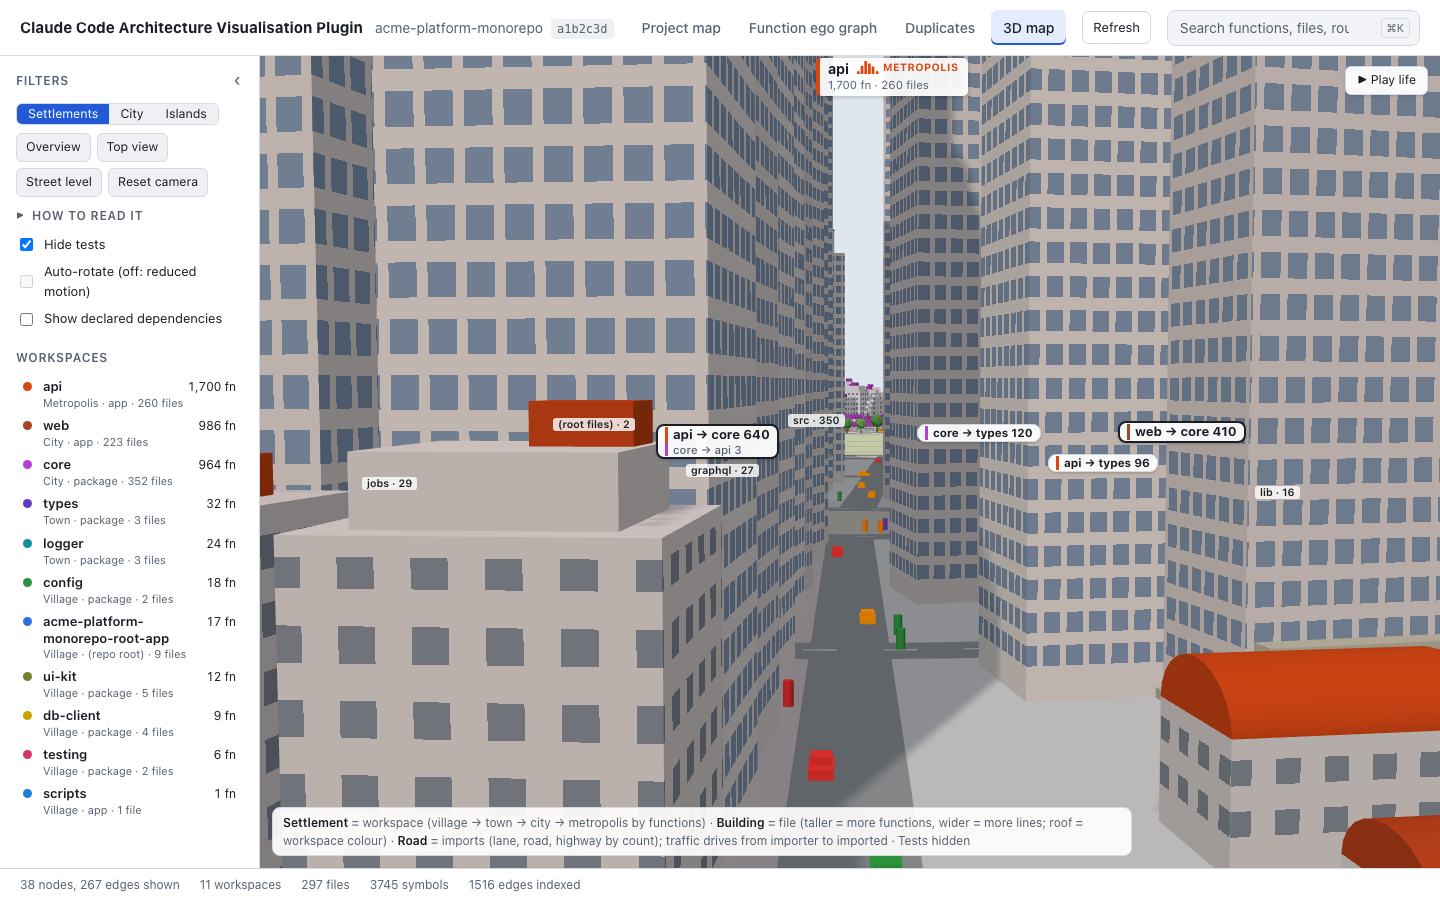 Claude Code Architecture Visualisation Plugin acme-platform-monorepo a1b2c3d Project map Function ego graph Duplicates 3D map Refresh Search functions, files, rou ⌘K
FILTERS
Settlements City Islands
Overview Top view
Street level Reset camera
HOW TO READ IT
Hide tests
Auto-rotate (off: reduced
motion)
Show declared dependencies
WORKSPACES
api 1,700 fn
Metropolis · app · 260 files
web 986 fn
City · app · 223 files
core 964 fn
City · package · 352 files
types 32 fn
Town · package · 3 files
logger 24 fn
Town · package · 3 files
config 18 fn
Village · package · 2 files
acme-platform- 17 fn
monorepo-root-app
Village · (repo root) · 9 files
ui-kit 12 fn
Village · package · 5 files
db-client 9 fn
Village · package · 4 files
testing 6 fn
Village · package · 2 files
scripts 1 fn
Village · app · 1 file
api METROPOLIS
1,700 fn · 260 files
▶ Play life
(root files) · 2
src · 350
api → core 640
core → api 3
core → types 120
web → core 410
graphql · 27
api → types 96
jobs · 29
lib · 16
Settlement = workspace (village → town → city → metropolis by functions) · Building = file (taller = more functions, wider = more lines; roof =
workspace colour) · Road = imports (lane, road, highway by count); traffic drives from importer to imported · Tests hidden
38 nodes, 267 edges shown 11 workspaces 297 files 3745 symbols 1516 edges indexed